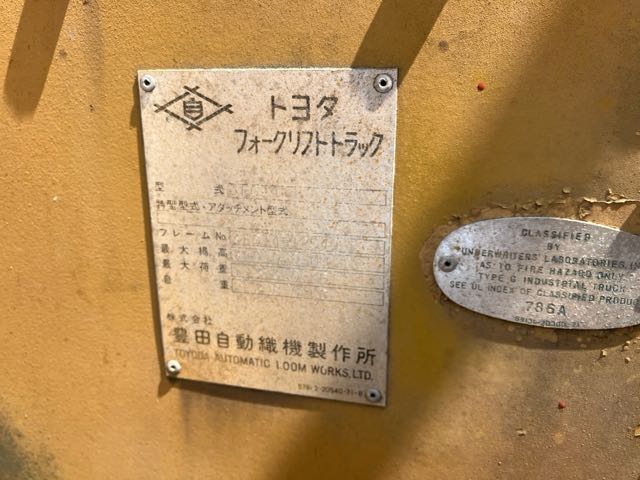 自
トヨタ
フォークリフトトラック
型 式
特型型式・アタッチメント型式
フレームNo.
最大揚高
最大荷重
自 重
株式会社
豊田自動織機製作所
TOYODA AUTOMATIC LOOM WORKS, LTD.
CLASSIFIED
BY
UNDERWRITERS LABORATORIES, IN
AS TO FIRE HAZARD ONLY
TYPE G INDUSTRIAL TRUCK
SEE UL INDEX OF CLASSIFIED PRODU
786A